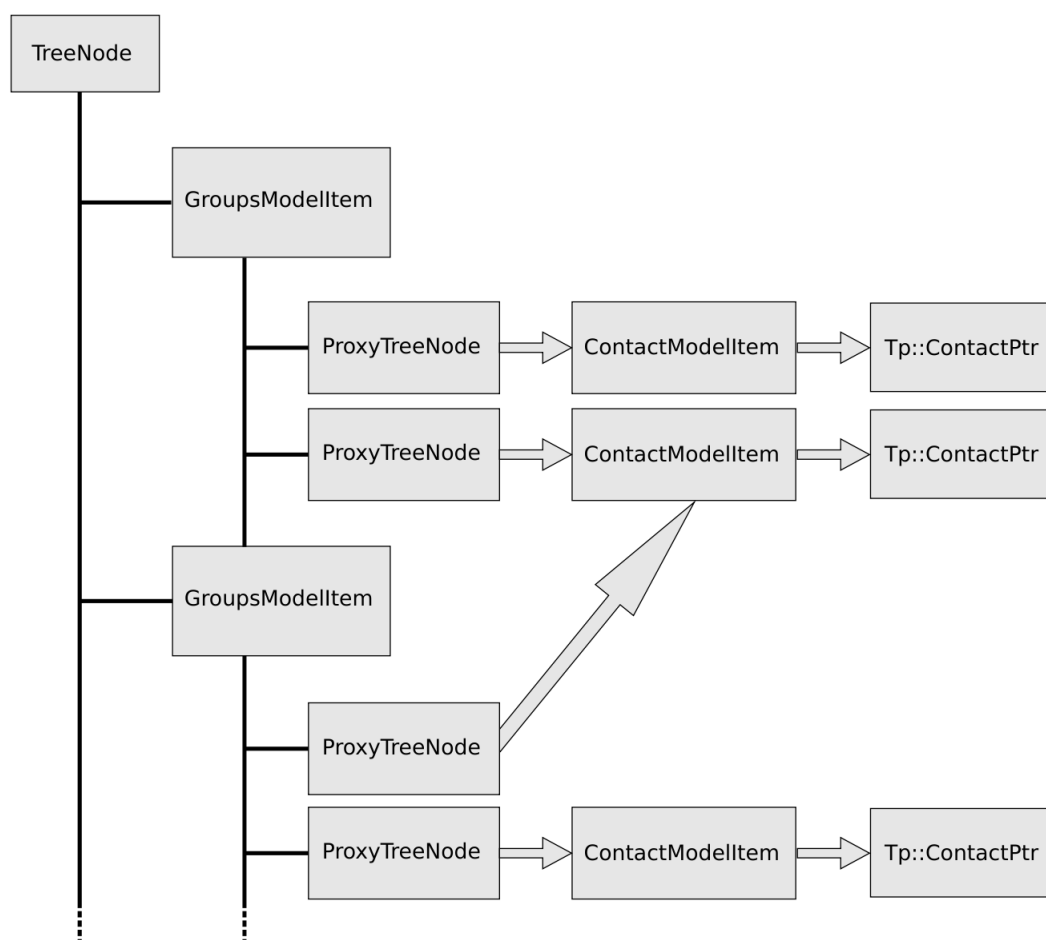 TreeNode
GroupsModelItem
ProxyTreeNode
ContactModelItem
Tp::ContactPtr
ProxyTreeNode
ContactModelItem
Tp::ContactPtr
GroupsModelItem
ProxyTreeNode
ProxyTreeNode
ContactModelItem
Tp::ContactPtr